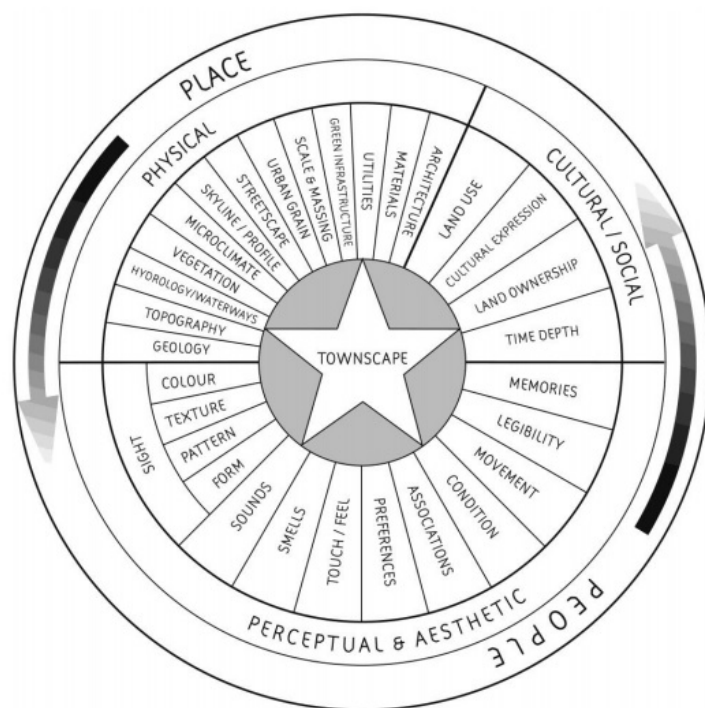 PLACE
PHYSICAL
CULTURAL / SOCIAL
GEOLOGY
TOPOGRAPHY
HYDROLOGY/WATERWAYS
VEGETATION
MICROCLIMATE
SKYLINE / PROFILE
STREETSCAPE
URBAN GRAIN
SCALE & MASSING
GREEN INFRASTRUCTURE
UTILITIES
MATERIALS
ARCHITECTURE
LAND USE
CULTURAL EXPRESSION
LAND OWNERSHIP
TIME DEPTH
TOWNSCAPE
MEMORIES
LEGIBILITY
MOVEMENT
CONDITION
ASSOCIATIONS
PREFERENCES
TOUCH / FEEL
SMELLS
SOUNDS
SIGHT
COLOUR
TEXTURE
PATTERN
FORM
PERCEPTUAL & AESTHETIC
PEOPLE